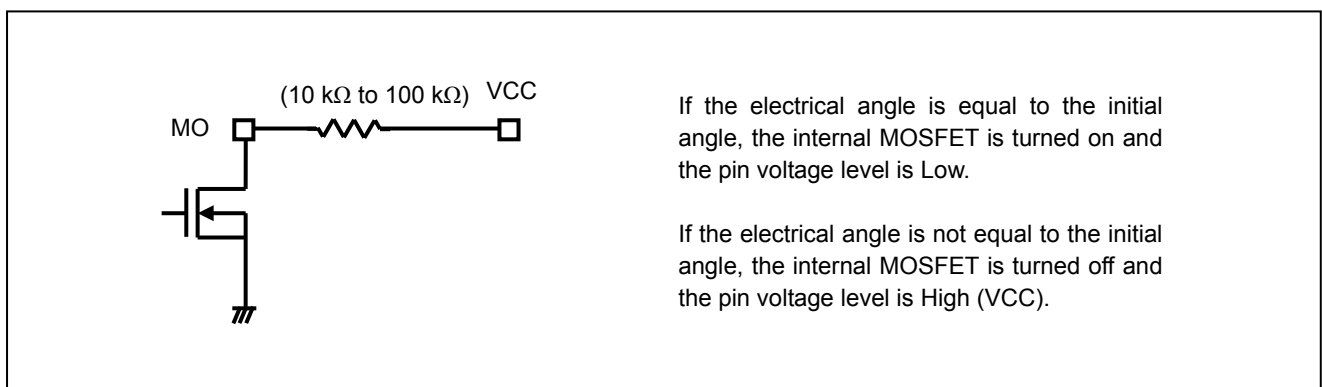 (10 kΩ to 100 kΩ) VCC
MO
If the electrical angle is equal to the initial
angle, the internal MOSFET is turned on and
the pin voltage level is Low.
If the electrical angle is not equal to the initial
angle, the internal MOSFET is turned off and
the pin voltage level is High (VCC).